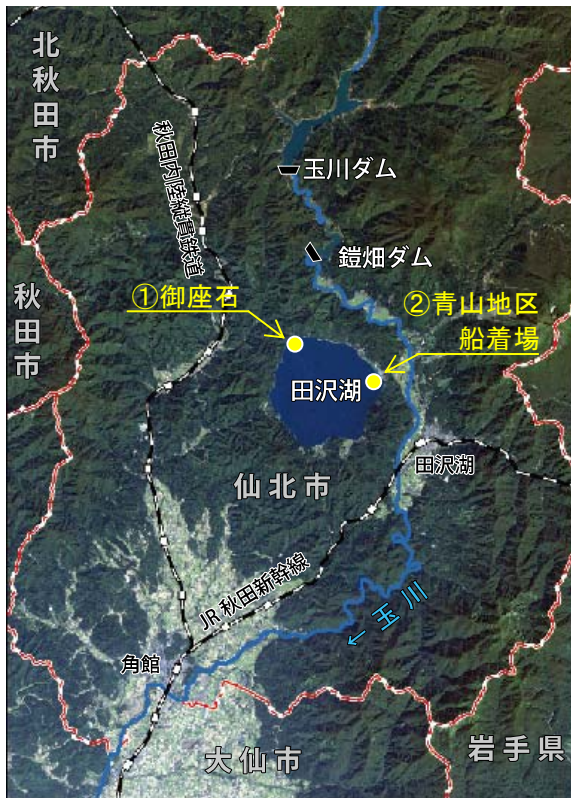 北秋田市
秋田内陸縦貫鉄道
玉川ダム
鎧畑ダム
秋田市
①御座石
②青山地区
船着場
田沢湖
田沢湖
仙北市
JR 秋田新幹線
←玉川
角館
大仙市
岩手県